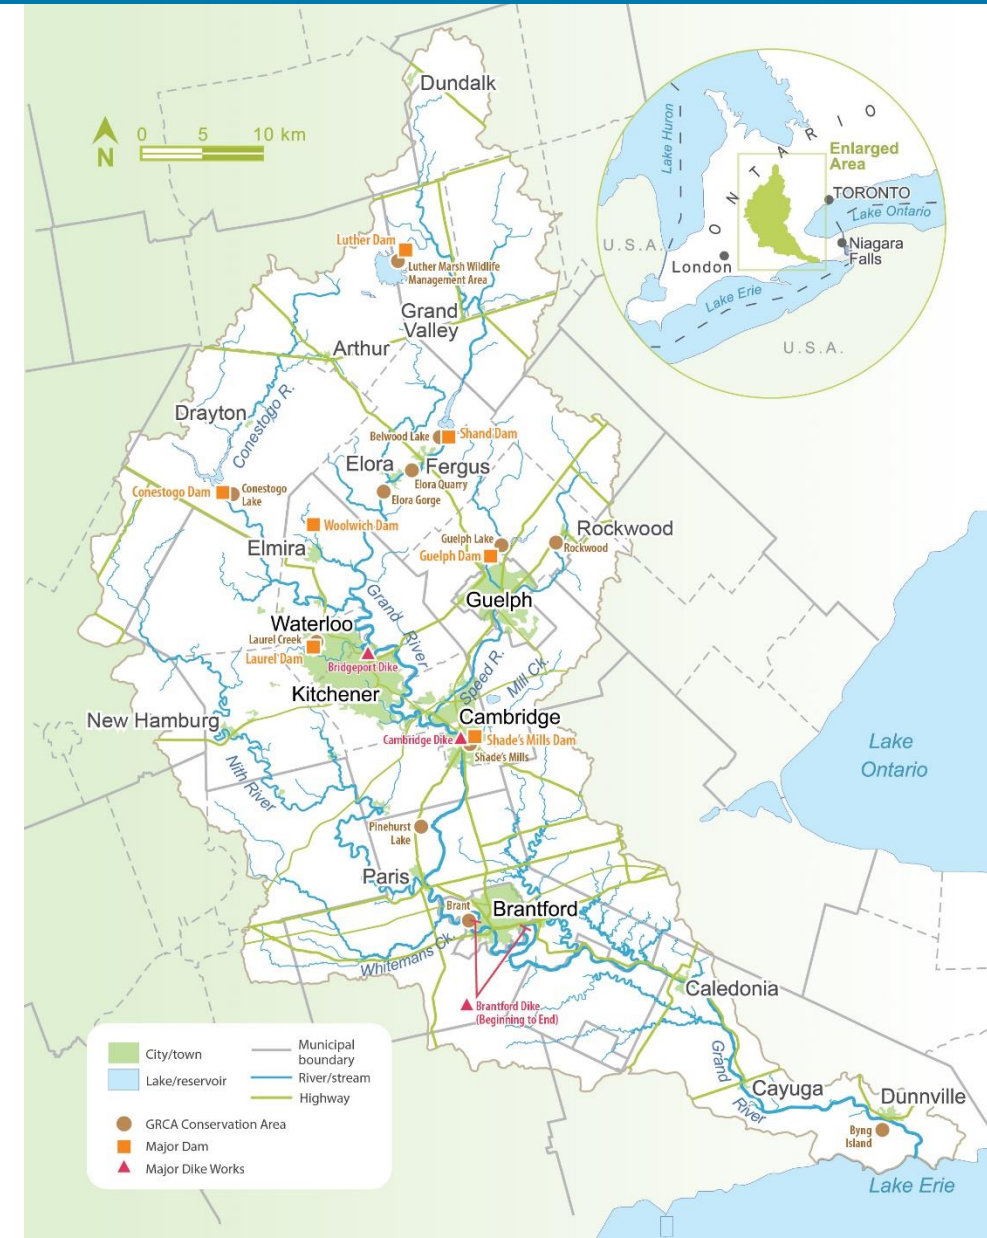 Dundalk
0 5 10 km
N
Lake Huron
ONTARIO
Enlarged
Area
TORONTO
Lake Ontario
U.S.A.
Niagara
Falls
London
Lake Erie
U.S.A.
Luther Dam
Luther Marsh Wildlife
Management Area
Grand
Valley
Arthur
Drayton
Conestogo R.
Belwood Lake
Shand Dam
Elora
Fergus
Elora Quarry
Elora Gorge
Conestogo Dam
Conestogo
Lake
Woolwich Dam
Rockwood
Rockwood
Guelph Lake
Guelph Dam
Elmira
Grand River
Guelph
Waterloo
Laurel Creek
Laurel Dam
Bridgeport Dike
Speed R.
Mill Ck.
Kitchener
New Hamburg
Cambridge
Cambridge Dike
Shade's Mills Dam
Shade's Mills
Lake
Ontario
Nith River
Pinehurst
Lake
Paris
Brant
Brantford
Whitemans Ck.
Brantford Dike
(Beginning to End)
Caledonia
Grand
River
Cayuga
Dunnville
Byng
Island
Lake Erie
City/town
Lake/reservoir
Municipal
boundary
River/stream
Highway
GRCA Conservation Area
Major Dam
Major Dike Works